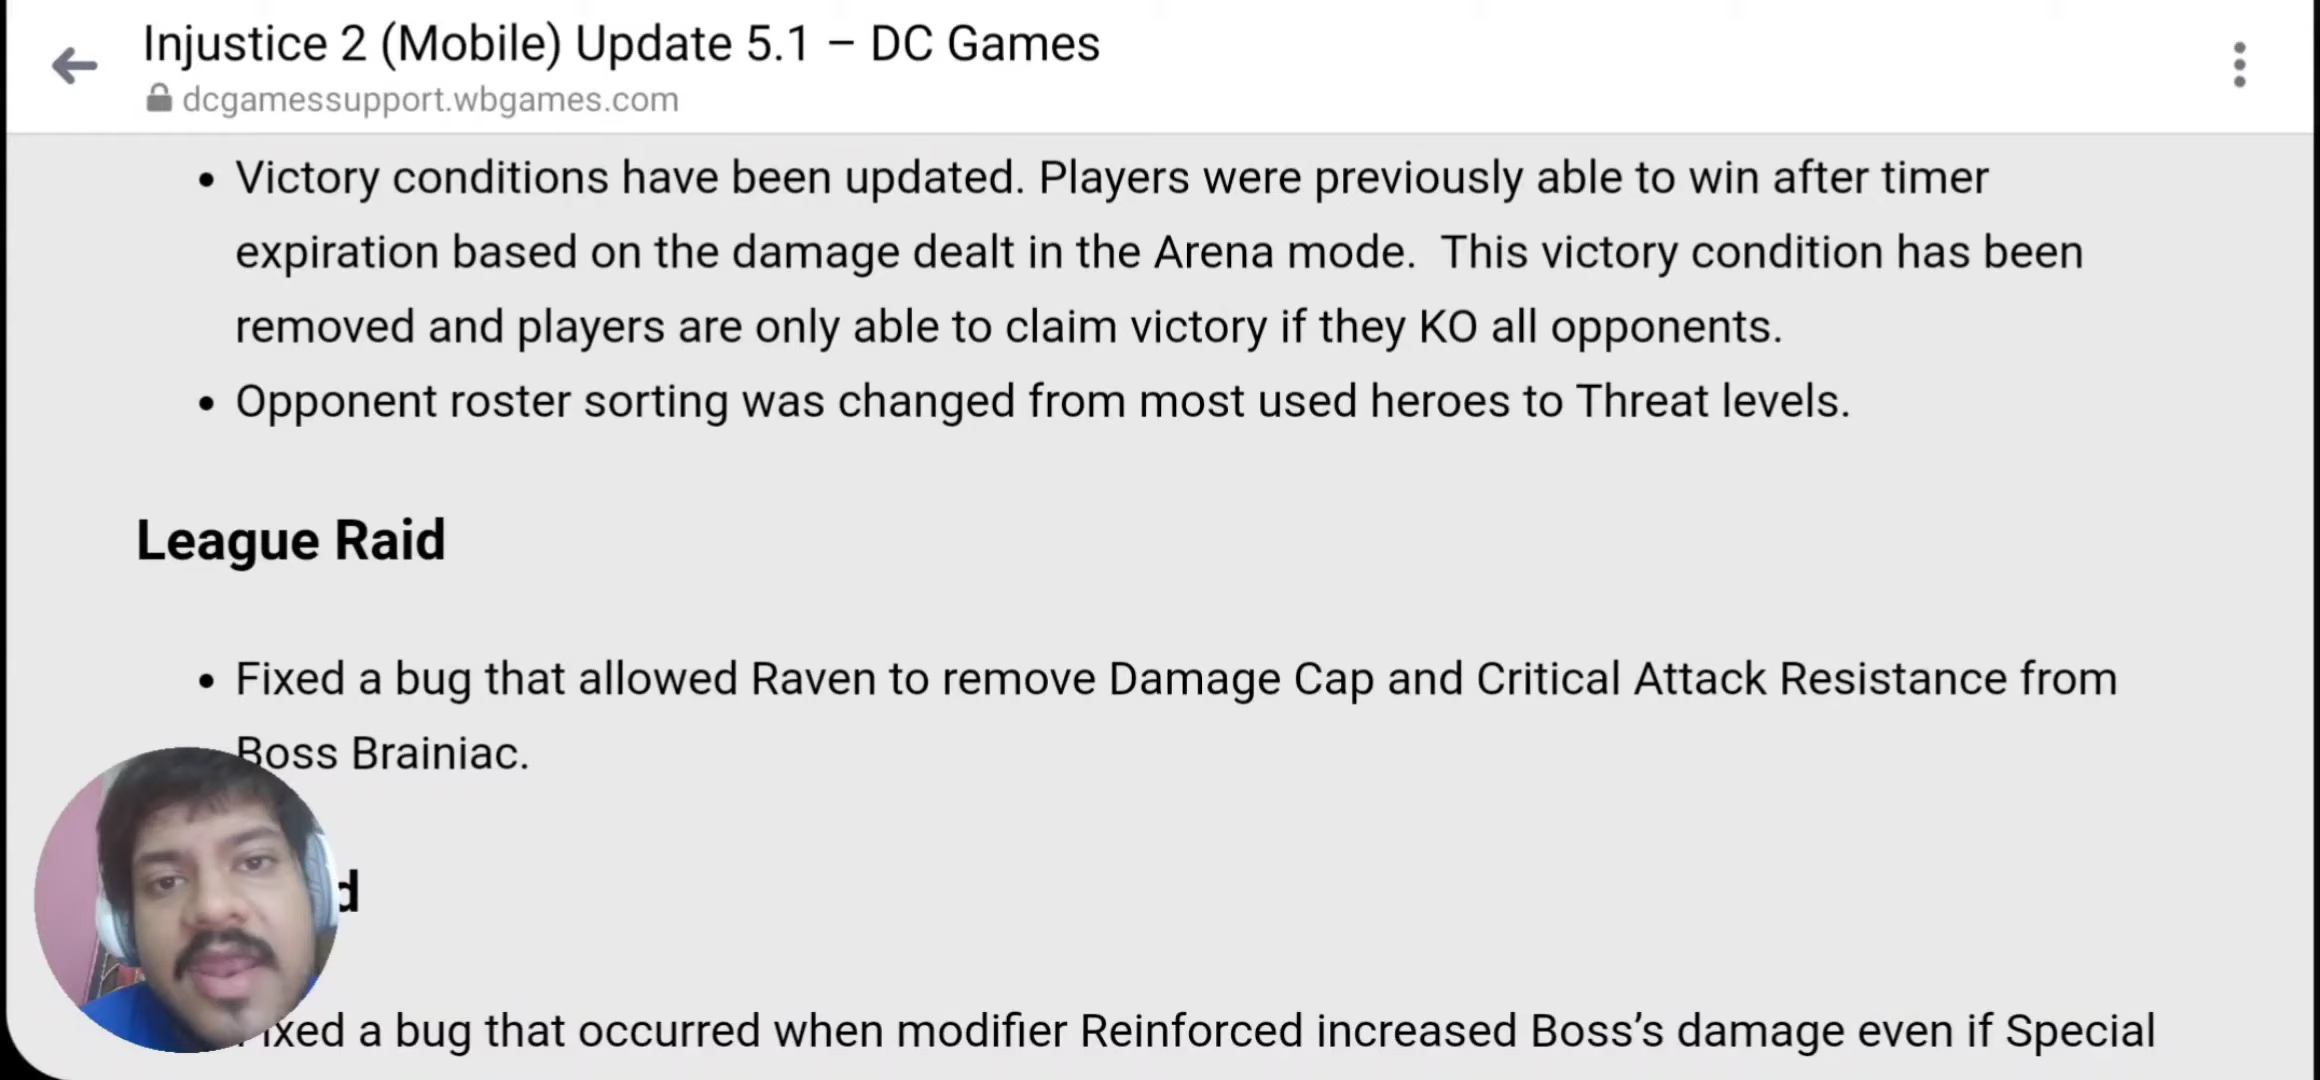 Injustice 2 (Mobile) Update 5.1 – DC Games
dcgamessupport.wbgames.com
• Victory conditions have been updated. Players were previously able to win after timer
expiration based on the damage dealt in the Arena mode.  This victory condition has been
removed and players are only able to claim victory if they KO all opponents.
• Opponent roster sorting was changed from most used heroes to Threat levels.
League Raid
• Fixed a bug that allowed Raven to remove Damage Cap and Critical Attack Resistance from
Boss Brainiac.
a bug that occurred when modifier Reinforced increased Boss’s damage even if Special